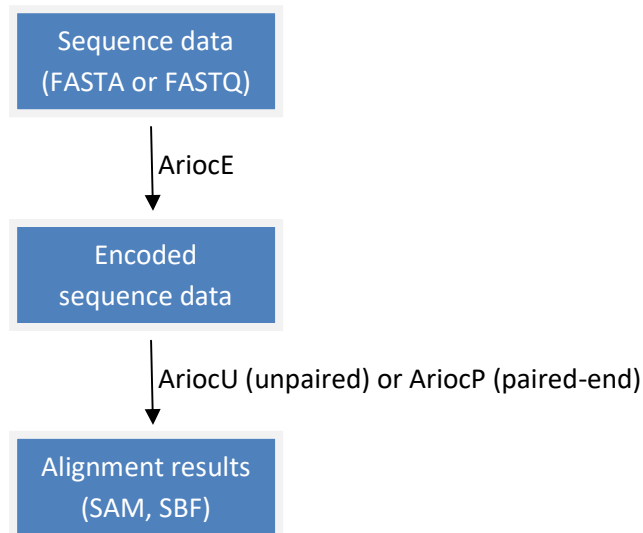 Sequence data
(FASTA or FASTQ)
AriocE
Encoded
sequence data
AriocU (unpaired) or AriocP (paired-end)
Alignment results
(SAM, SBF)